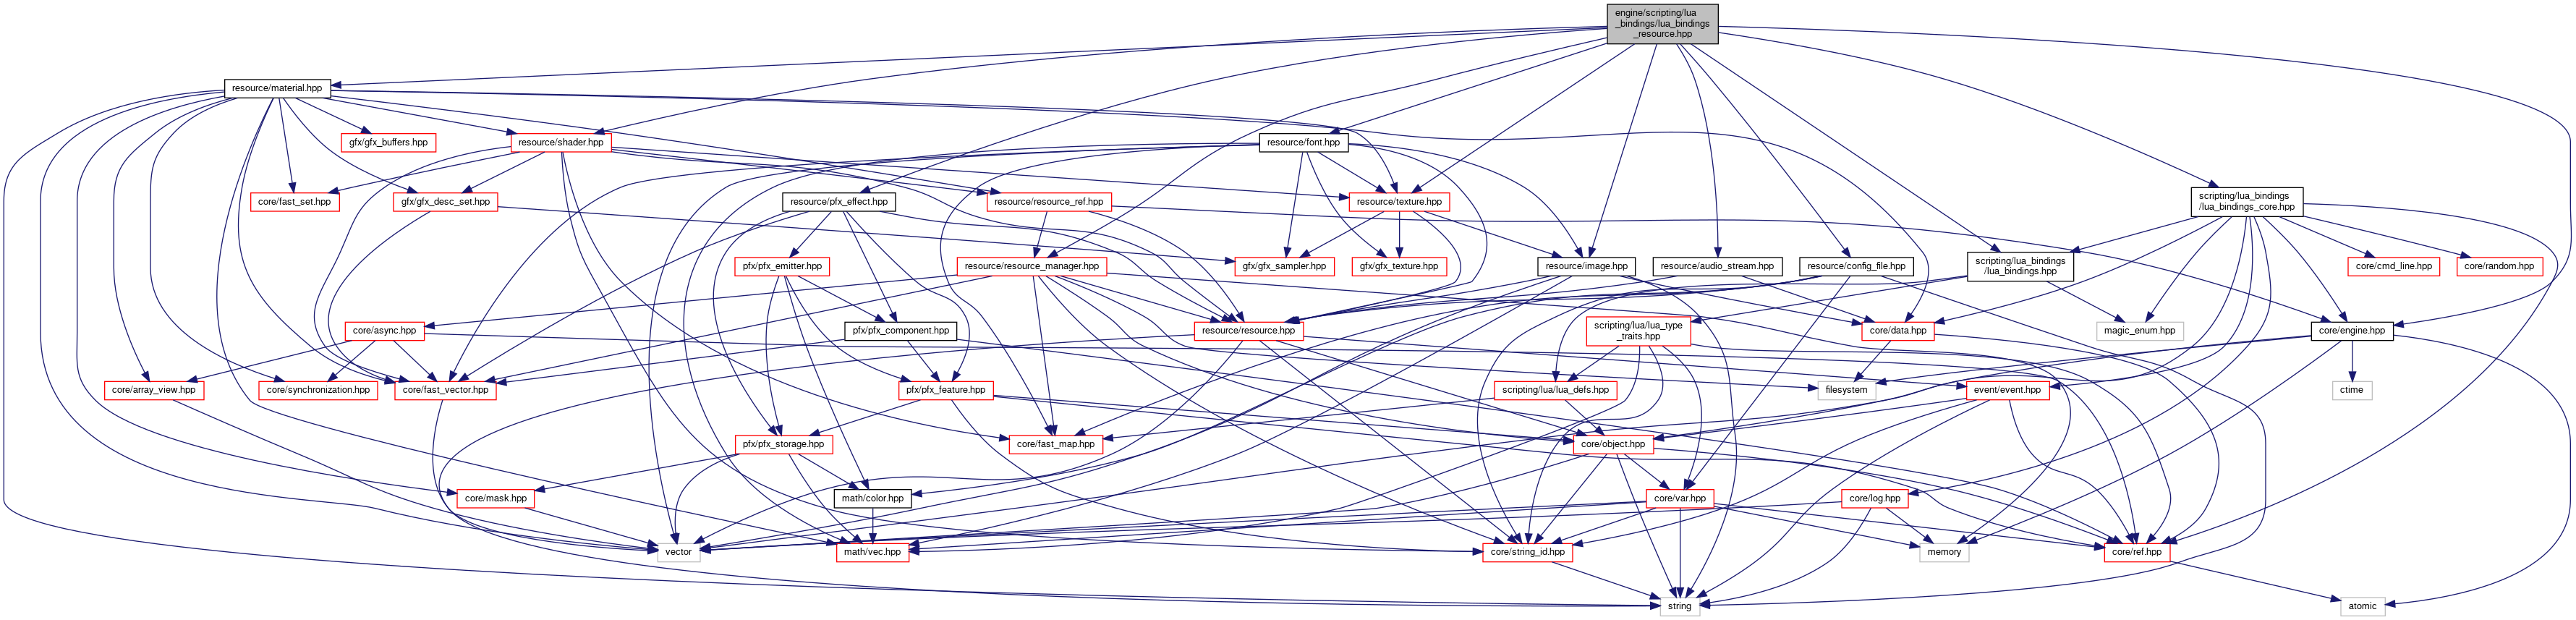 engine/scripting/lua
_bindings/lua_bindings
_resource.hpp
resource/material.hpp
gfx/gfx_buffers.hpp
resource/shader.hpp
resource/font.hpp
core/fast_set.hpp
gfx/gfx_desc_set.hpp
resource/pfx_effect.hpp
resource/resource_ref.hpp
resource/texture.hpp
scripting/lua_bindings
/lua_bindings_core.hpp
pfx/pfx_emitter.hpp
resource/resource_manager.hpp
gfx/gfx_sampler.hpp
gfx/gfx_texture.hpp
resource/image.hpp
resource/audio_stream.hpp
resource/config_file.hpp
scripting/lua_bindings
/lua_bindings.hpp
core/cmd_line.hpp
core/random.hpp
core/async.hpp
pfx/pfx_component.hpp
resource/resource.hpp
scripting/lua/lua_type
_traits.hpp
core/data.hpp
magic_enum.hpp
core/engine.hpp
core/array_view.hpp
core/synchronization.hpp
core/fast_vector.hpp
pfx/pfx_feature.hpp
scripting/lua/lua_defs.hpp
filesystem
event/event.hpp
ctime
pfx/pfx_storage.hpp
core/fast_map.hpp
core/object.hpp
core/mask.hpp
math/color.hpp
core/var.hpp
core/log.hpp
vector
math/vec.hpp
core/string_id.hpp
memory
core/ref.hpp
string
atomic